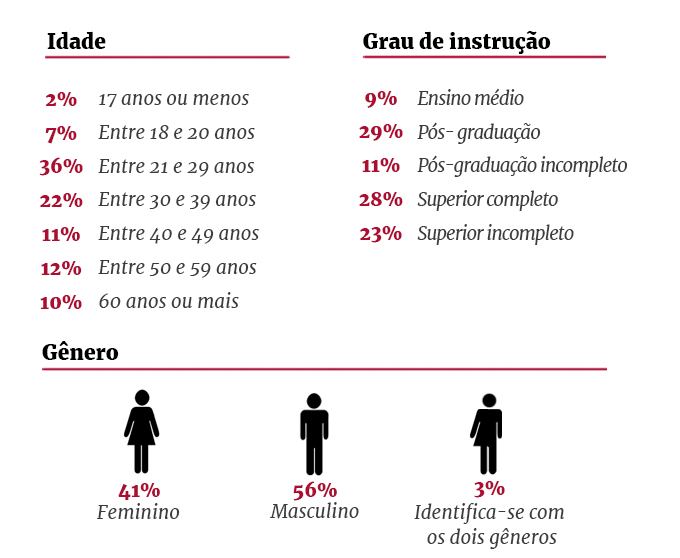 Idade
2% 17 anos ou menos
7% Entre 18 e 20 anos
36% Entre 21 e 29 anos
22% Entre 30 e 39 anos
11% Entre 40 e 49 anos
12% Entre 50 e 59 anos
10% 60 anos ou mais
Grau de instrução
9% Ensino médio
29% Pós- graduação
11% Pós-graduação incompleto
28% Superior completo
23% Superior incompleto
Gênero
41%
Feminino
56%
Masculino
3%
Identifica-se com
os dois gêneros